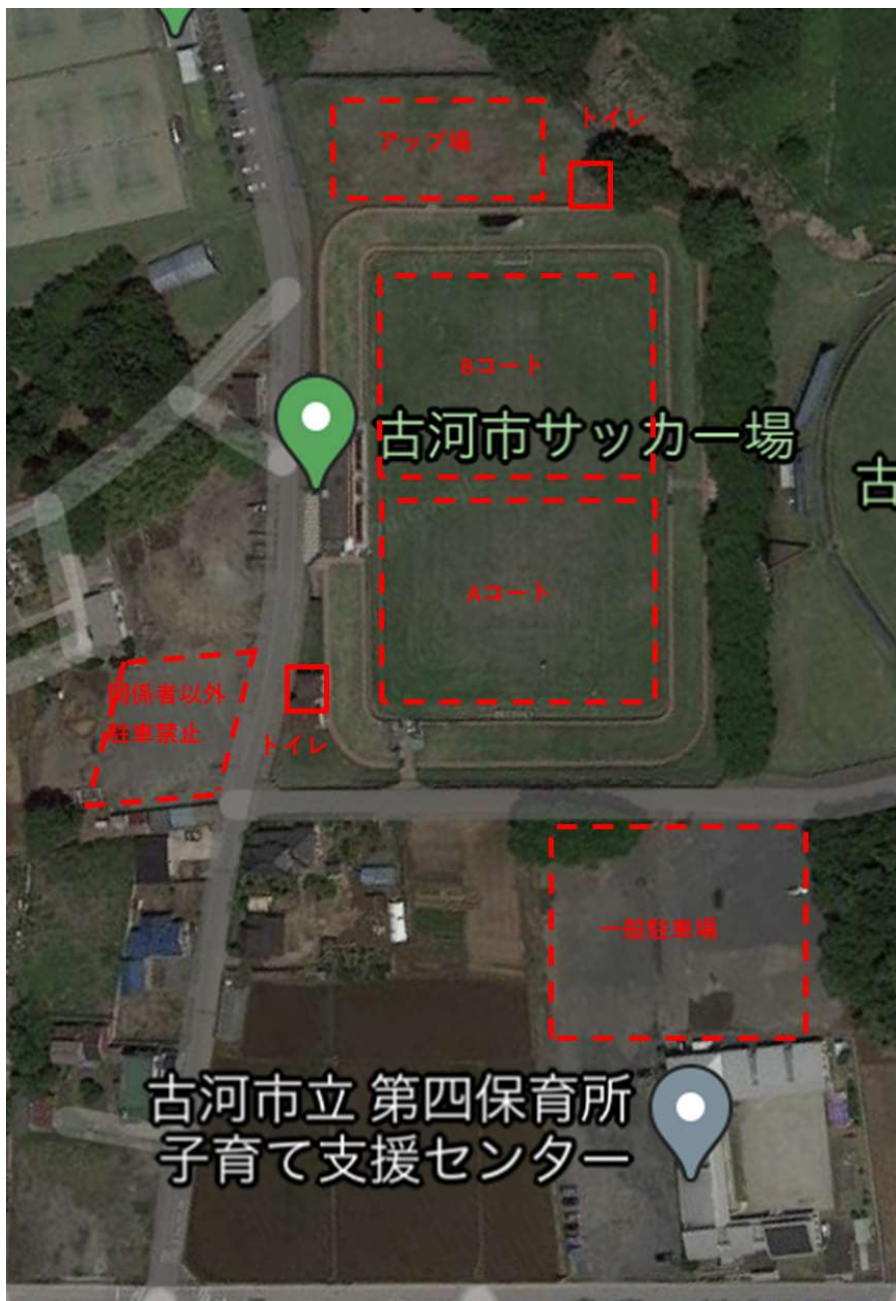 アップ場
トイレ
Bコート
古河市サッカー場
古
Aコート
関係者以外
駐車禁止
トイレ
一般駐車場
古河市立 第四保育所
子育て支援センター